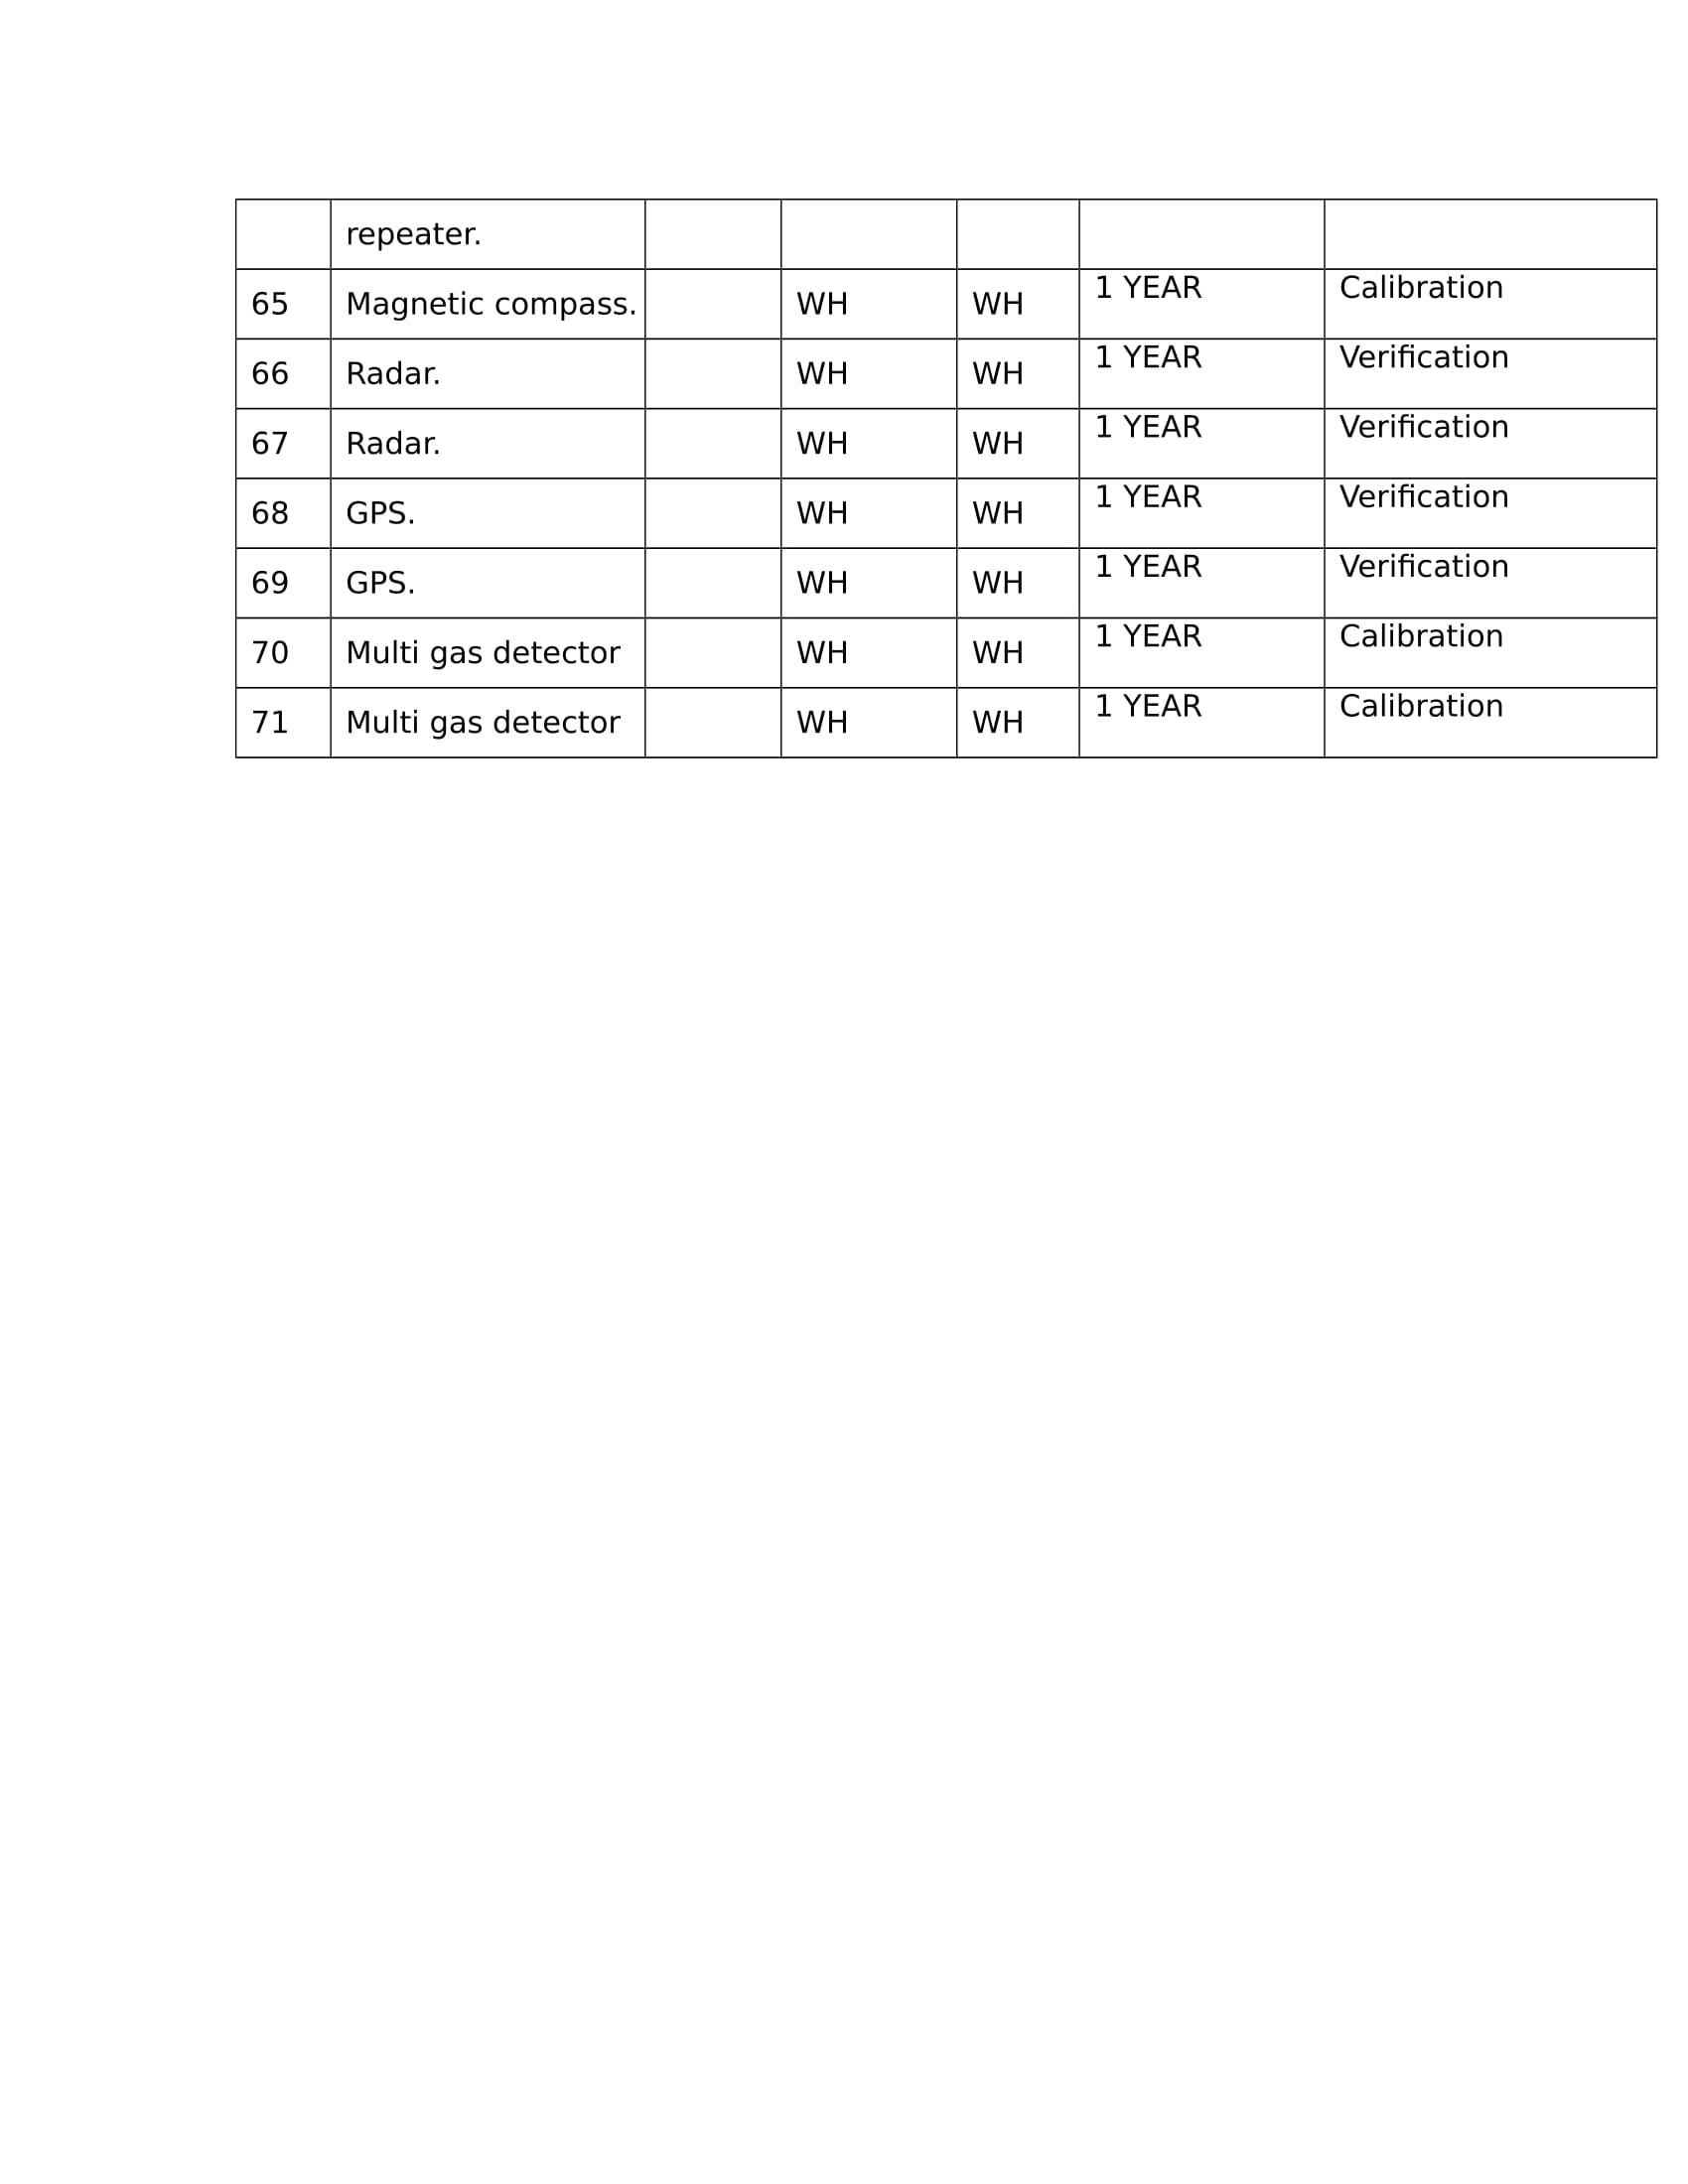 repeater.
65 Magnetic compass. WH WH 1 YEAR Calibration
66 Radar. WH WH 1 YEAR Verification
67 Radar. WH WH 1 YEAR Verification
68 GPS. WH WH 1 YEAR Verification
69 GPS. WH WH 1 YEAR Verification
70 Multi gas detector WH WH 1 YEAR Calibration
71 Multi gas detector WH WH 1 YEAR Calibration